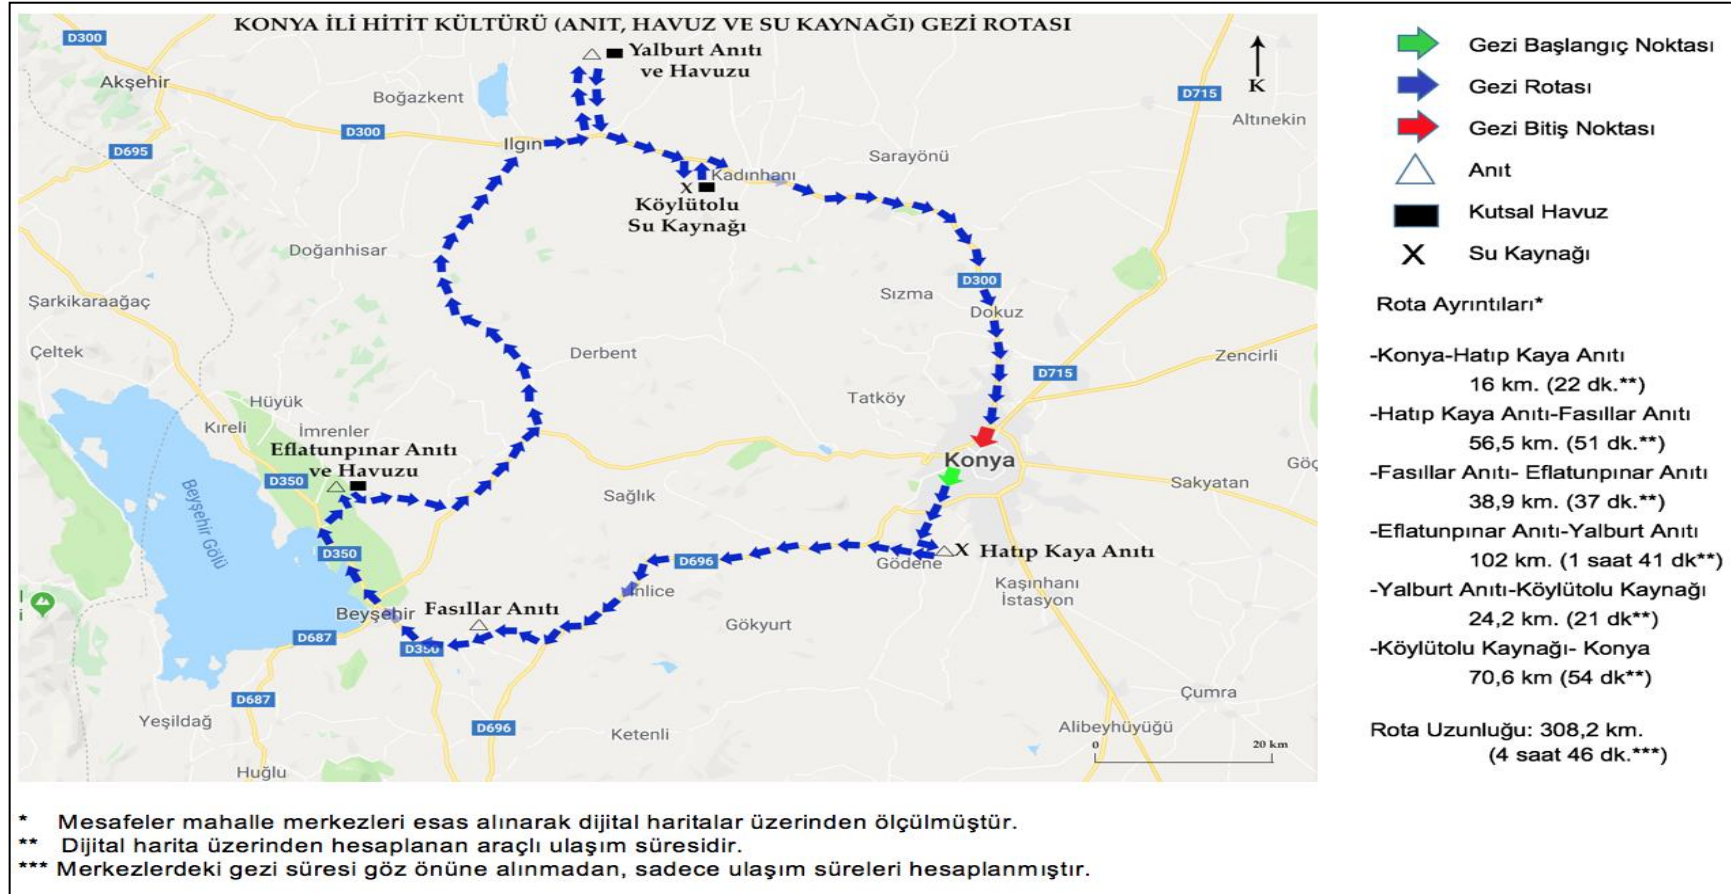 KONYA İLİ HİTİT KÜLTÜRÜ (ANIT, HAVUZ VE SU KAYNAĞI) GEZİ ROTASI
D300
Yalburt Anıtı
ve Havuzu
K
Akşehir
Boğazkent
D715
Altınekin
D300
Ilgın
D695
Sarayönü
Kadınhanı
X
Köylütolu
Su Kaynağı
Doğanhisar
D300
Şarkikaraağaç
Sızma
Dokuz
Çeltek
Derbent
Zencirli
D715
Hüyük
Tatköy
Kıreli
İmrenler
Eflatunpınar Anıtı
ve Havuzu
Konya
Göç
D350
Sağlık
Sakyatan
Beyşehir Gölü
D350
X Hatıp Kaya Anıtı
D696
Gödene
Kaşınhanı
İstasyon
İnlice
Beyşehir
Fasıllar Anıtı
Gökyurt
D687
D350
Çumra
D687
Yeşildağ
D696
Ketenli
Alibeyhüyüğü
0 20 km
Huğlu
Gezi Başlangıç Noktası
Gezi Rotası
Gezi Bitiş Noktası
Anıt
Kutsal Havuz
X Su Kaynağı
Rota Ayrıntıları*
-Konya-Hatıp Kaya Anıtı
16 km. (22 dk.**)
-Hatıp Kaya Anıtı-Fasıllar Anıtı
56,5 km. (51 dk.**)
-Fasıllar Anıtı- Eflatunpınar Anıtı
38,9 km. (37 dk.**)
-Eflatunpınar Anıtı-Yalburt Anıtı
102 km. (1 saat 41 dk**)
-Yalburt Anıtı-Köylütolu Kaynağı
24,2 km. (21 dk**)
-Köylütolu Kaynağı- Konya
70,6 km (54 dk**)
Rota Uzunluğu: 308,2 km.
(4 saat 46 dk.***)
* Mesafeler mahalle merkezleri esas alınarak dijital haritalar üzerinden ölçülmüştür.
** Dijital harita üzerinden hesaplanan araçlı ulaşım süresidir.
*** Merkezlerdeki gezi süresi göz önüne alınmadan, sadece ulaşım süreleri hesaplanmıştır.